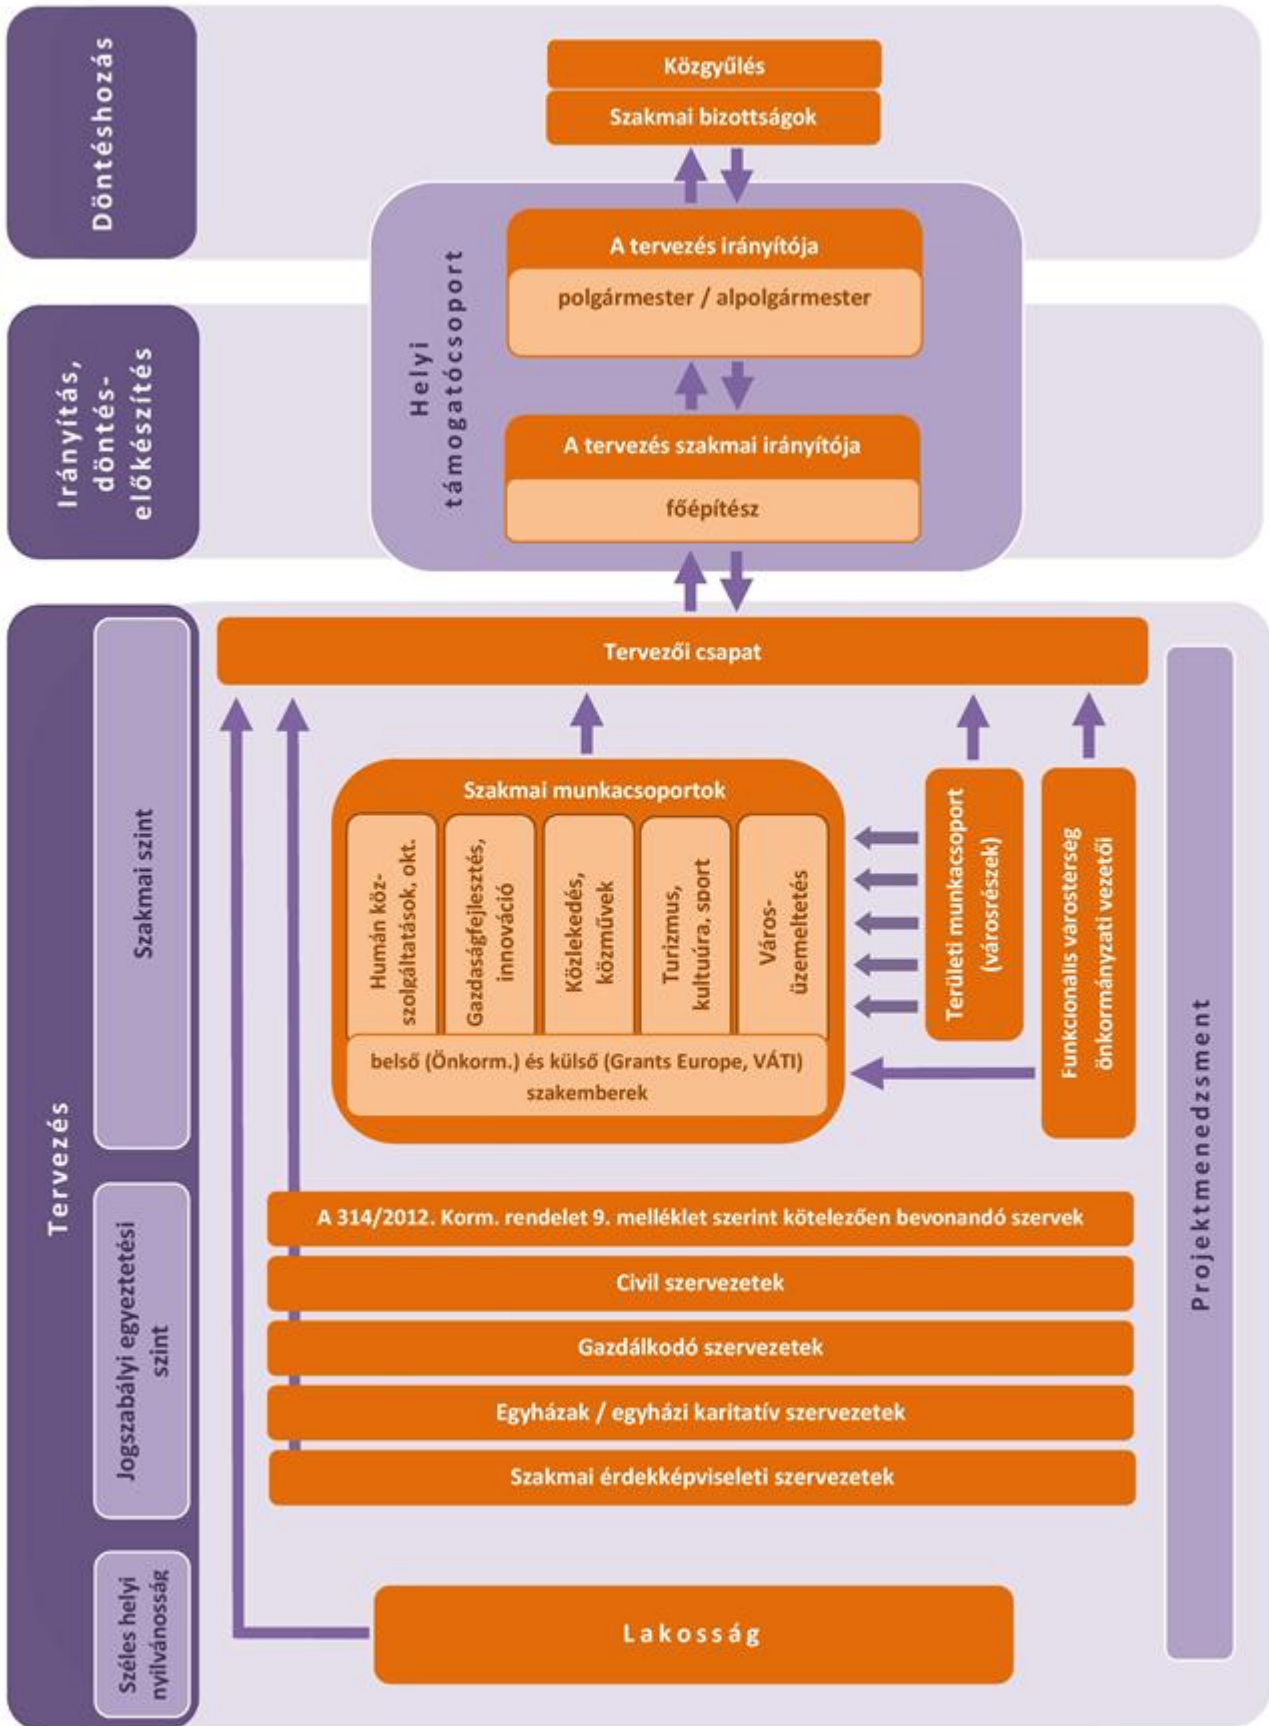 Döntéshozás
Közgyűlés
Szakmai bizottságok
Irányítás,
döntés-
előkészítés
Helyi
támogatócsoport
A tervezés irányítója
polgármester / alpolgármester
A tervezés szakmai irányítója
főépítész
Tervezés
Szakmai szint
Tervezői csapat
Szakmai munkacsoportok
Humán köz-
szolgáltatások, okt.
Gazdaságfejlesztés,
innováció
Közlekedés,
közművek
Turizmus,
kultuúra, sport
Város-
üzemeltetés
belső (Önkorm.) és külső (Grants Europe, VÁTI)
szakemberek
Területi munkacsoport
(városrészek)
Funkcionális várostérség
önkormányzati vezetői
Projektmenedzsment
Jogszabályi egyeztetési
szint
A 314/2012. Korm. rendelet 9. melléklet szerint kötelezően bevonandó szervek
Civil szervezetek
Gazdálkodó szervezetek
Egyházak / egyházi karitatív szervezetek
Szakmai érdekképviseleti szervezetek
Széles helyi
nyilvánosság
Lakosság